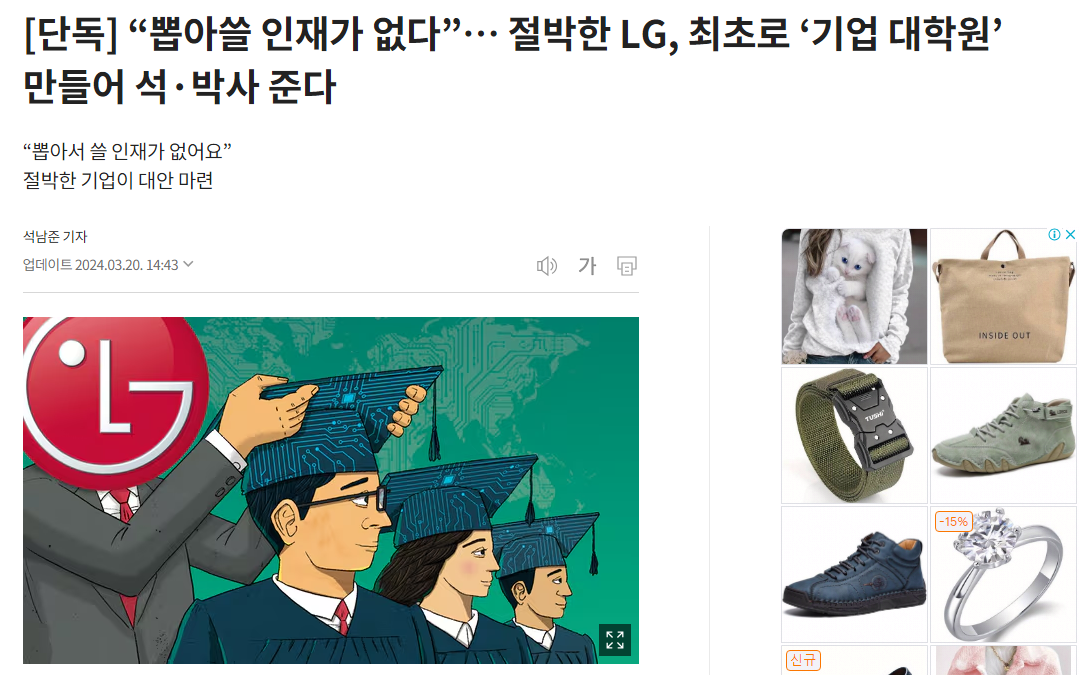 [단독] “뽑아쓸 인재가 없다”… 절박한 LG, 최초로 ‘기업 대학원’
만들어 석·박사 준다
“뽑아서 쓸 인재가 없어요”
절박한 기업이 대안 마련
석남준 기자
업데이트 2024.03.20. 14:43
가
LG
INSIDE OUT
TUSHI
-15%
신규